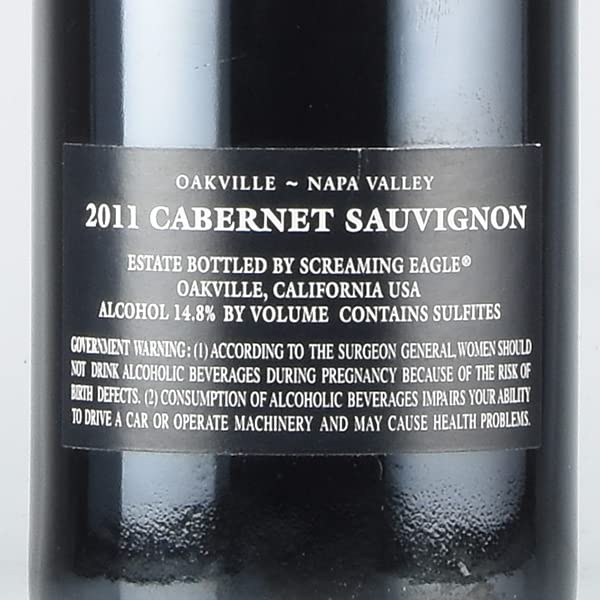 OAKVILLE ~ NAPA VALLEY
2011 CABERNET SAUVIGNON
ESTATE BOTTLED BY SCREAMING EAGLE®
OAKVILLE, CALIFORNIA USA
ALCOHOL 14.8% BY VOLUME CONTAINS SULFITES
GOVERNMENT WARNING: (1) ACCORDING TO THE SURGEON GENERAL, WOMEN SHOULD
NOT DRINK ALCOHOLIC BEVERAGES DURING PREGNANCY BECAUSE OF THE RISK OF
BIRTH DEFECTS. (2) CONSUMPTION OF ALCOHOLIC BEVERAGES IMPAIRS YOUR ABILITY
TO DRIVE A CAR OR OPERATE MACHINERY AND MAY CAUSE HEALTH PROBLEMS.